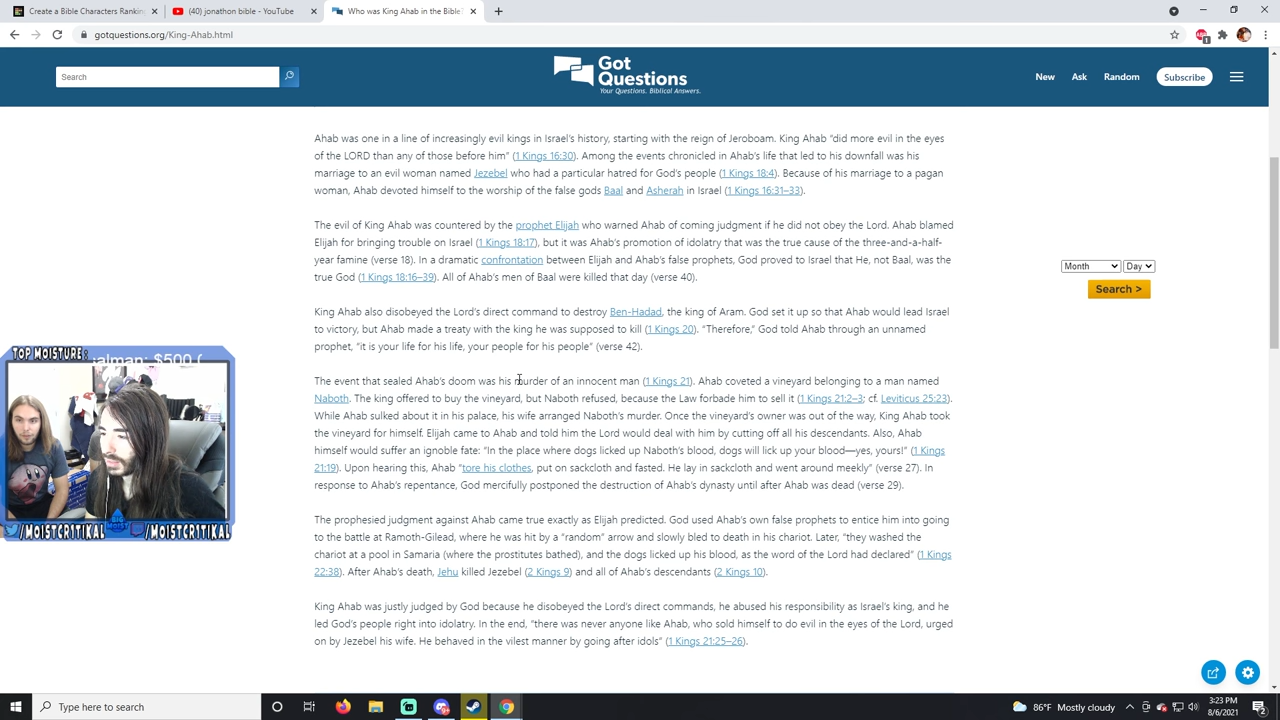 Create a Bible Characters Rankin
(40) jonathon bible - YouTube
Who was King Ahab in the Bible
gotquestions.org/King-Ahab.html
Search
Got
Questions
Your Questions. Biblical Answers.
New
Ask
Random
Subscribe
Ahab was one in a line of increasingly evil kings in Israel's history, starting with the reign of Jeroboam. King Ahab “did more evil in the eyes
of the LORD than any of those before him” (1 Kings 16:30). Among the events chronicled in Ahab's life that led to his downfall was his
marriage to an evil woman named Jezebel who had a particular hatred for God's people (1 Kings 18:4). Because of his marriage to a pagan
woman, Ahab devoted himself to the worship of the false gods Baal and Asherah in Israel (1 Kings 16:31–33).
The evil of King Ahab was countered by the prophet Elijah who warned Ahab of coming judgment if he did not obey the Lord. Ahab blamed
Elijah for bringing trouble on Israel (1 Kings 18:17), but it was Ahab's promotion of idolatry that was the true cause of the three-and-a-half-
year famine (verse 18). In a dramatic confrontation between Elijah and Ahab's false prophets, God proved to Israel that He, not Baal, was the
true God (1 Kings 18:16–39). All of Ahab's men of Baal were killed that day (verse 40).
Month
Day
Search >
King Ahab also disobeyed the Lord's direct command to destroy Ben-Hadad, the king of Aram. God set it up so that Ahab would lead Israel
to victory, but Ahab made a treaty with the king he was supposed to kill (1 Kings 20). “Therefore,” God told Ahab through an unnamed
prophet, “it is your life for his life, your people for his people” (verse 42).
The event that sealed Ahab's doom was his murder of an innocent man (1 Kings 21). Ahab coveted a vineyard belonging to a man named
Naboth. The king offered to buy the vineyard, but Naboth refused, because the Law forbade him to sell it (1 Kings 21:2–3; cf. Leviticus 25:23).
While Ahab sulked about it in his palace, his wife arranged Naboth's murder. Once the vineyard's owner was out of the way, King Ahab took
the vineyard for himself. Elijah came to Ahab and told him the Lord would deal with him by cutting off all his descendants. Also, Ahab
himself would suffer an ignoble fate: “In the place where dogs licked up Naboth's blood, dogs will lick up your blood—yes, yours!” (1 Kings
21:19). Upon hearing this, Ahab “tore his clothes, put on sackcloth and fasted. He lay in sackcloth and went around meekly” (verse 27). In
response to Ahab's repentance, God mercifully postponed the destruction of Ahab's dynasty until after Ahab was dead (verse 29).
The prophesied judgment against Ahab came true exactly as Elijah predicted. God used Ahab's own false prophets to entice him into going
to the battle at Ramoth-Gilead, where he was hit by a “random” arrow and slowly bled to death in his chariot. Later, “they washed the
chariot at a pool in Samaria (where the prostitutes bathed), and the dogs licked up his blood, as the word of the Lord had declared” (1 Kings
22:38). After Ahab's death, Jehu killed Jezebel (2 Kings 9) and all of Ahab's descendants (2 Kings 10).
King Ahab was justly judged by God because he disobeyed the Lord's direct commands, he abused his responsibility as Israel's king, and he
led God's people right into idolatry. In the end, “there was never anyone like Ahab, who sold himself to do evil in the eyes of the Lord, urged
on by Jezebel his wife. He behaved in the vilest manner by going after idols” (1 Kings 21:25–26).
TOP MOISTURE:
salman: $500.(
BIG
MOIST
/MOISTCR1T1KAL
/MOISTCR1T1KAL
Type here to search
86°F Mostly cloudy
3:23 PM
8/6/2021
2